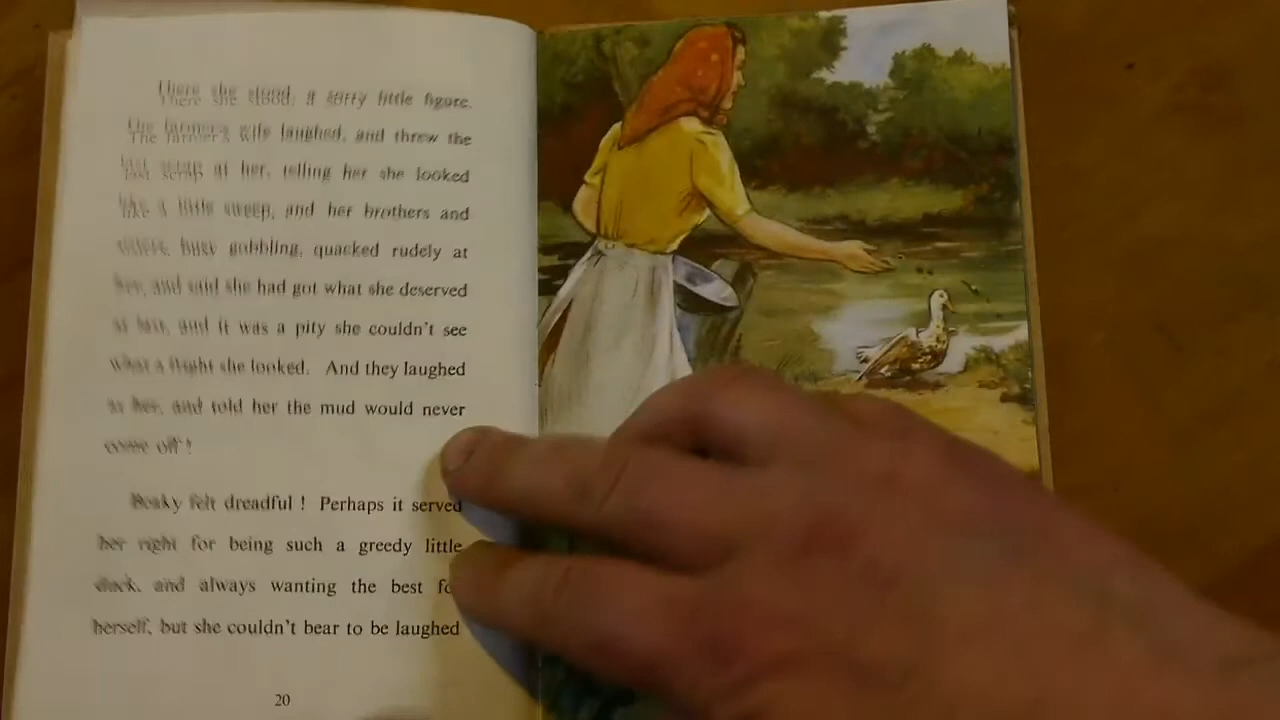 There she stood, a sorry little figure.
The farmer's wife laughed, and threw the
last scrap at her, telling her she looked
like a little sweep, and her brothers and
sisters, busy gobbling, quacked rudely at
her, and said she had got what she deserved
at last, and it was a pity she couldn't see
what a fright she looked. And they laughed
at her, and told her the mud would never
come off !
Beaky felt dreadful ! Perhaps it served
her right for being such a greedy little
duck, and always wanting the best for
herself, but she couldn't bear to be laughed
20